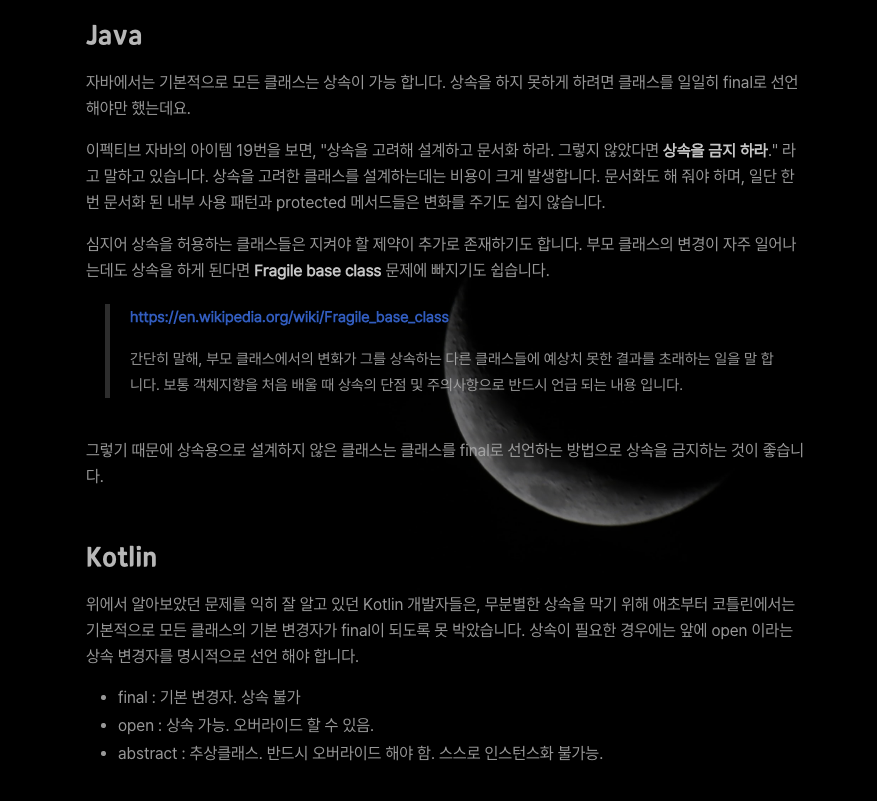 Java
자바에서는 기본적으로 모든 클래스는 상속이 가능 합니다. 상속을 하지 못하게 하려면 클래스를 일일히 final로 선언
해야만 했는데요.
이펙티브 자바의 아이템 19번을 보면, "상속을 고려해 설계하고 문서화 하라. 그렇지 않았다면 상속을 금지 하라." 라
고 말하고 있습니다. 상속을 고려한 클래스를 설계하는데는 비용이 크게 발생합니다. 문서화도 해 줘야 하며, 일단 한
번 문서화 된 내부 사용 패턴과 protected 메서드들은 변화를 주기도 쉽지 않습니다.
심지어 상속을 허용하는 클래스들은 지켜야 할 제약이 추가로 존재하기도 합니다. 부모 클래스의 변경이 자주 일어나
는데도 상속을 하게 된다면 Fragile base class 문제에 빠지기도 쉽습니다.
https://en.wikipedia.org/wiki/Fragile_base_class
간단히 말해, 부모 클래스에서의 변화가 그를 상속하는 다른 클래스들에 예상치 못한 결과를 초래하는 일을 말 합
니다. 보통 객체지향을 처음 배울 때 상속의 단점 및 주의사항으로 반드시 언급 되는 내용 입니다.
그렇기 때문에 상속용으로 설계하지 않은 클래스는 클래스를 final로 선언하는 방법으로 상속을 금지하는 것이 좋습니
다.
Kotlin
위에서 알아보았던 문제를 익히 잘 알고 있던 Kotlin 개발자들은, 무분별한 상속을 막기 위해 애초부터 코틀린에서는
기본적으로 모든 클래스의 기본 변경자가 final이 되도록 못 박았습니다. 상속이 필요한 경우에는 앞에 open 이라는
상속 변경자를 명시적으로 선언 해야 합니다.
• final : 기본 변경자. 상속 불가
• open : 상속 가능. 오버라이드 할 수 있음.
• abstract : 추상클래스. 반드시 오버라이드 해야 함. 스스로 인스턴스화 불가능.